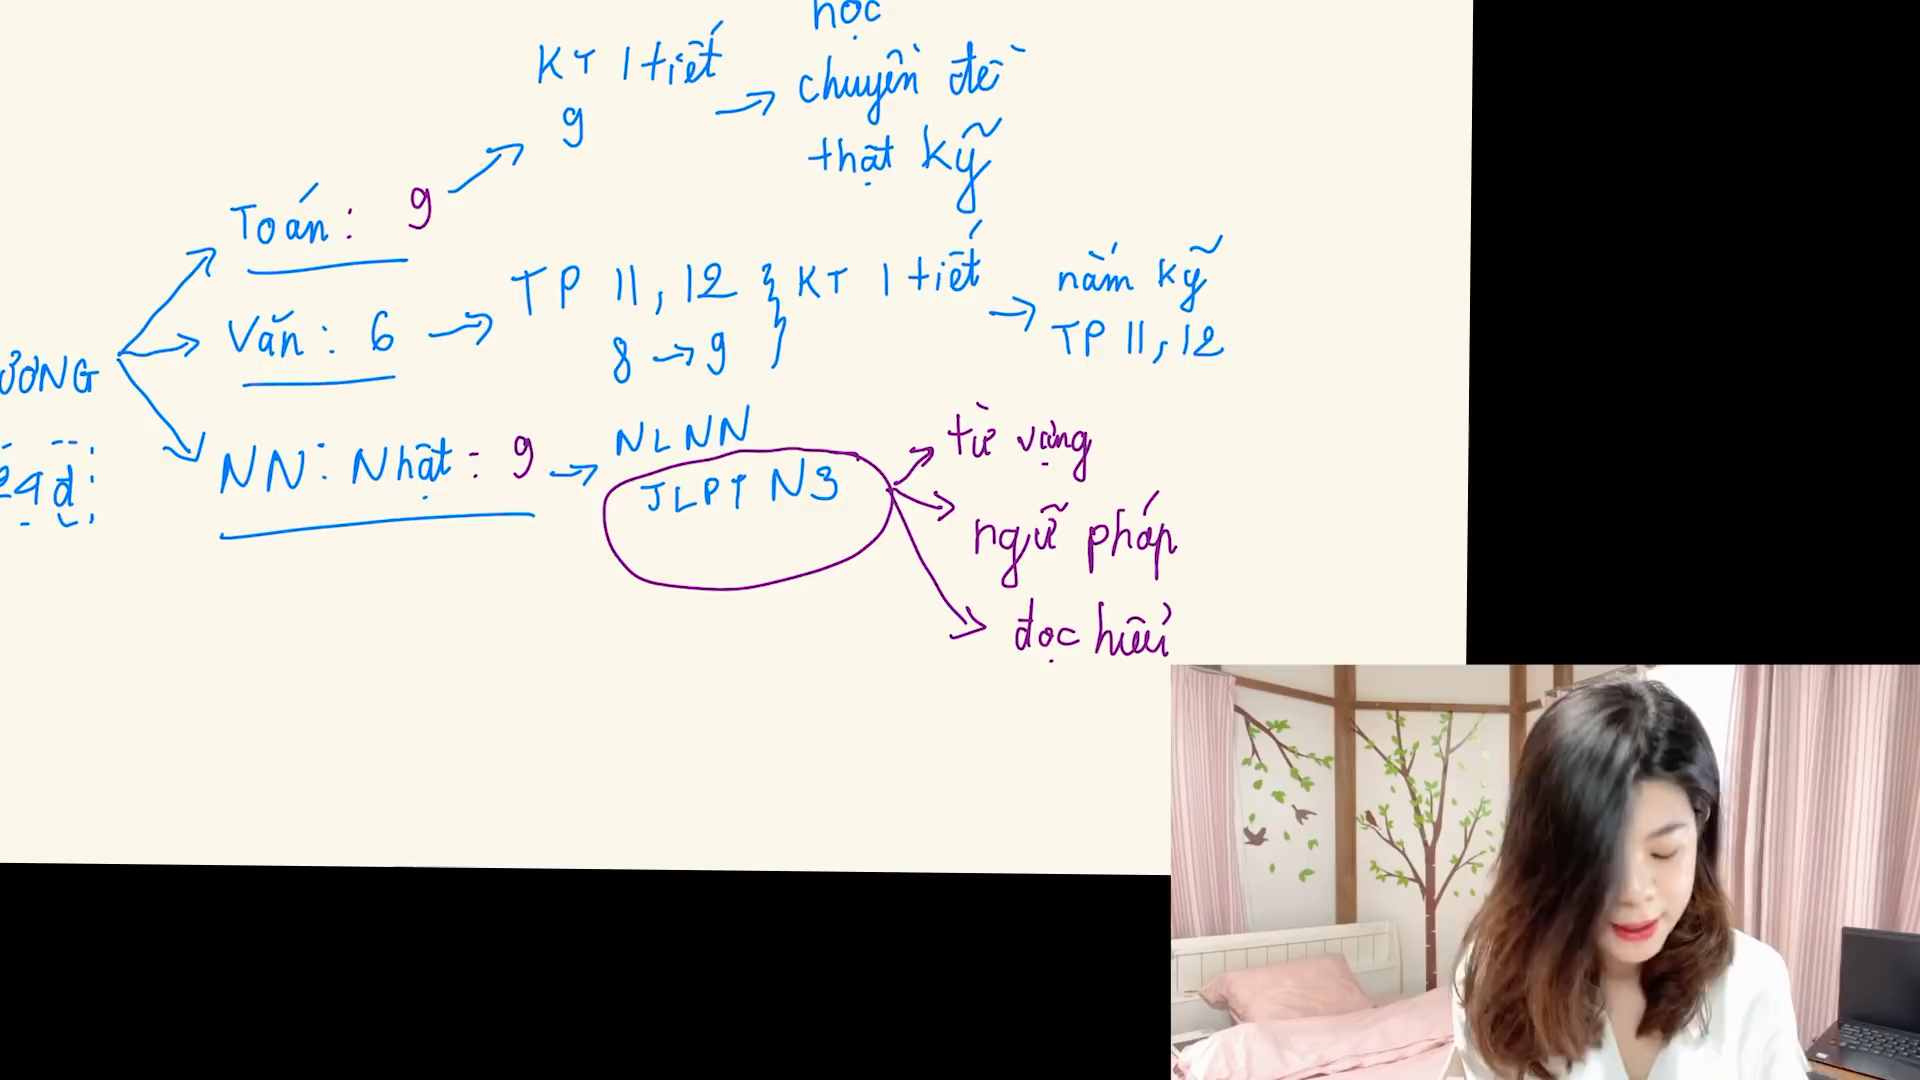 học
KT 1 tiết
chuyên đề
9
thật kỹ
Toán: 9
TP 11, 12 } KT 1 tiết
nắm kỹ
Văn: 6
8 → 9
TP 11, 12
NLNN
từ vựng
NN: Nhật: 9
JLPT N3
ngữ pháp
đọc hiểu